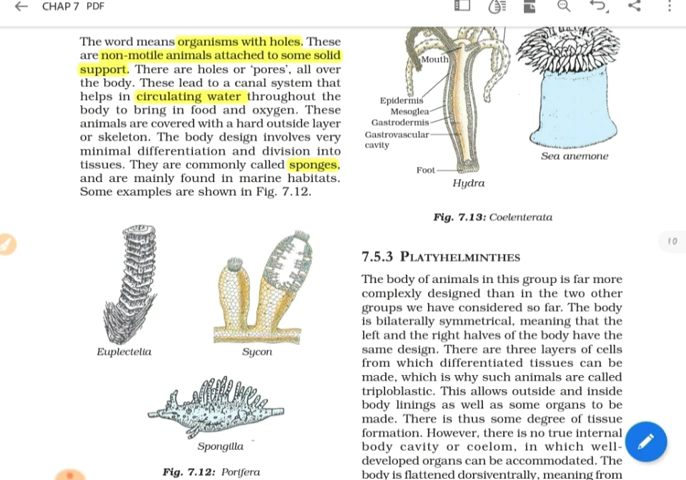 CHAP 7 PDF
The word means organisms with holes. These
are non-motile animals attached to some solid
support. There are holes or 'pores', all over
the body. These lead to a canal system that
helps in circulating water throughout the
body to bring in food and oxygen. These
animals are covered with a hard outside layer
or skeleton. The body design involves very
minimal differentiation and division into
tissues. They are commonly called sponges,
and are mainly found in marine habitats.
Some examples are shown in Fig. 7.12.
Euplectelia
Sycon
Spongilla
Fig. 7.12: Porifera
Mouth
Epidermis
Mesoglea
Gastrodermis
Gastrovascular
cavity
Foot
Hydra
Sea anemone
Fig. 7.13: Coelenterata
10
7.5.3 PLATYHELMINTHES
The body of animals in this group is far more
complexly designed than in the two other
groups we have considered so far. The body
is bilaterally symmetrical, meaning that the
left and the right halves of the body have the
same design. There are three layers of cells
from which differentiated tissues can be
made, which is why such animals are called
triploblastic. This allows outside and inside
body linings as well as some organs to be
made. There is thus some degree of tissue
formation. However, there is no true internal
body cavity or coelom, in which well-
developed organs can be accommodated. The
body is flattened dorsiventrally, meaning from